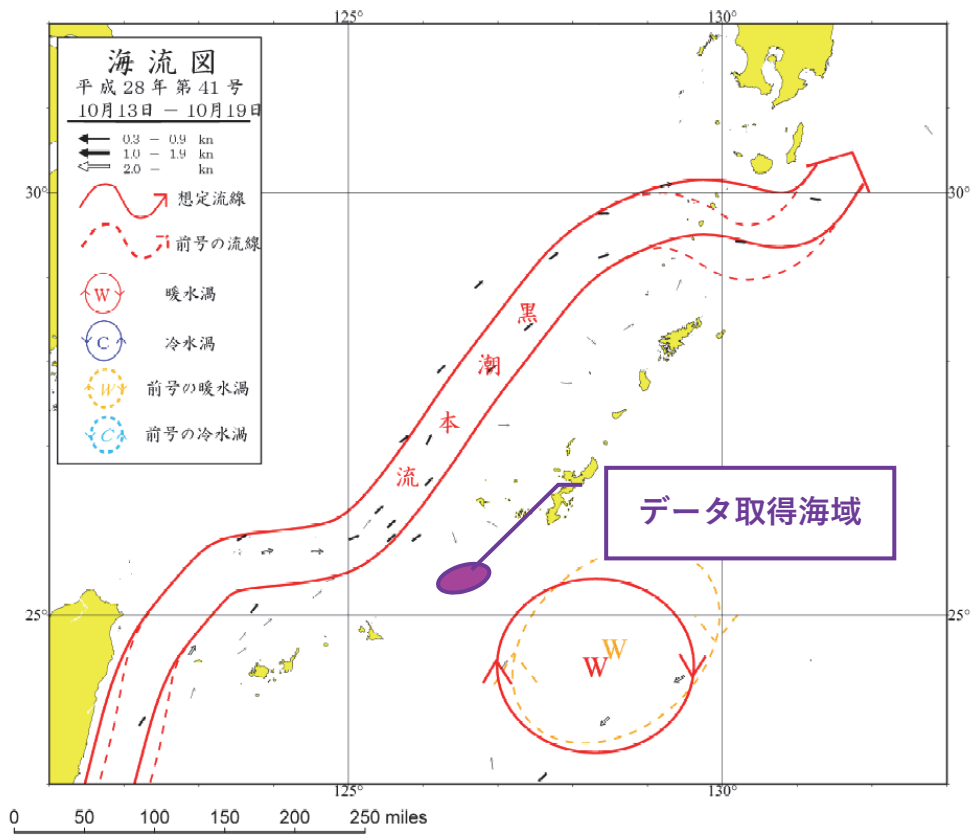 125°
130°
海流図
平成28年第41号
10月13日 － 10月19日
0.3 － 0.9 kn
1.0 － 1.9 kn
2.0 － kn
想定流線
前号の流線
W 暖水渦
C 冷水渦
W 前号の暖水渦
C 前号の冷水渦
30°
30°
黒
潮
本
流
データ取得海域
25°
25°
W
W
125°
130°
0 50 100 150 200 250 miles